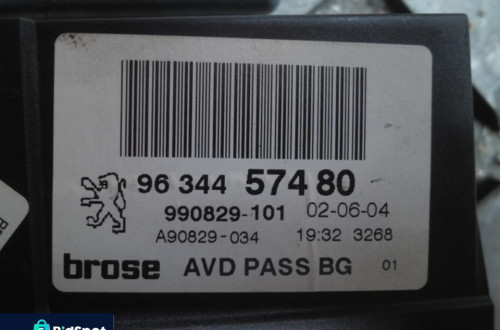 96 344 574 80
990829-101 02-06-04
A90829-034 19:32 3268
brose AVD PASS BG 01
BidSpot